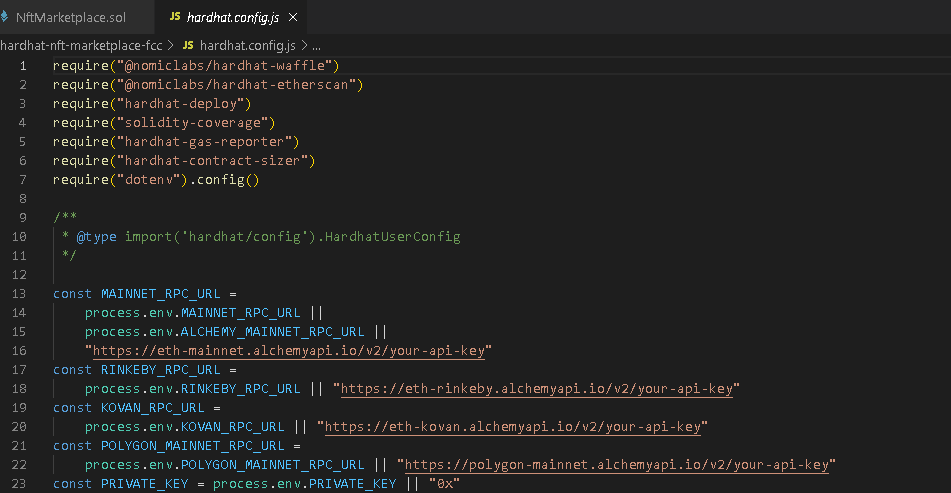 NftMarketplace.sol JS hardhat.config.js ×
hardhat-nft-marketplace-fcc > JS hardhat.config.js > ...
1 require("@nomiclabs/hardhat-waffle")
2 require("@nomiclabs/hardhat-etherscan")
3 require("hardhat-deploy")
4 require("solidity-coverage")
5 require("hardhat-gas-reporter")
6 require("hardhat-contract-sizer")
7 require("dotenv").config()
8
9 /**
10 * @type import('hardhat/config').HardhatUserConfig
11 */
12
13 const MAINNET_RPC_URL =
14 process.env.MAINNET_RPC_URL ||
15 process.env.ALCHEMY_MAINNET_RPC_URL ||
16 "https://eth-mainnet.alchemyapi.io/v2/your-api-key"
17 const RINKEBY_RPC_URL =
18 process.env.RINKEBY_RPC_URL || "https://eth-rinkeby.alchemyapi.io/v2/your-api-key"
19 const KOVAN_RPC_URL =
20 process.env.KOVAN_RPC_URL || "https://eth-kovan.alchemyapi.io/v2/your-api-key"
21 const POLYGON_MAINNET_RPC_URL =
22 process.env.POLYGON_MAINNET_RPC_URL || "https://polygon-mainnet.alchemyapi.io/v2/your-api-key"
23 const PRIVATE_KEY = process.env.PRIVATE_KEY || "0x"